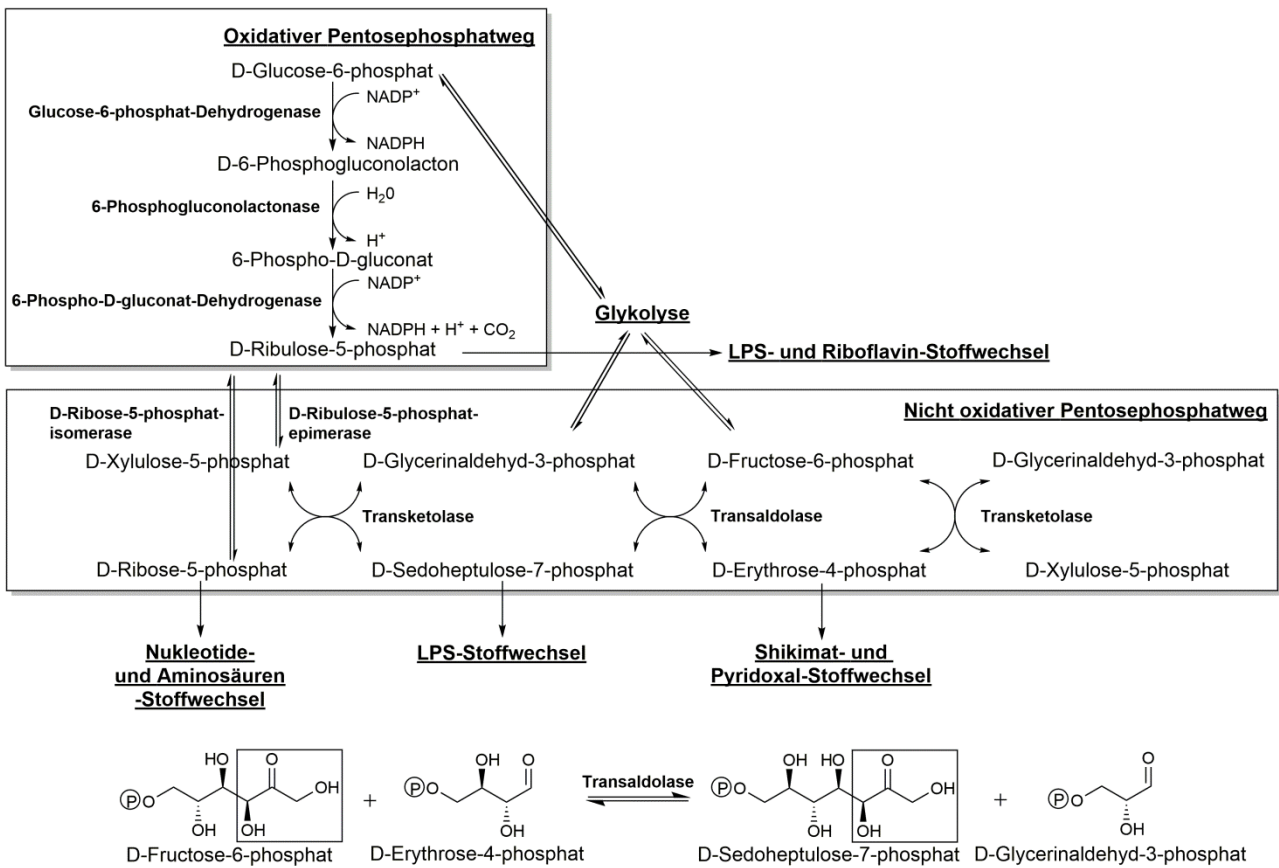 Oxidativer Pentosephosphatweg
D-Glucose-6-phosphat
Glucose-6-phosphat-Dehydrogenase
NADP+
NADPH
D-6-Phosphogluconolacton
6-Phosphogluconolactonase
H20
H+
6-Phospho-D-gluconat
6-Phospho-D-gluconat-Dehydrogenase
NADP+
NADPH + H+ + CO2
D-Ribulose-5-phosphat
Glykolyse
LPS- und Riboflavin-Stoffwechsel
Nicht oxidativer Pentosephosphatweg
D-Ribose-5-phosphat-
isomerase
D-Ribulose-5-phosphat-
epimerase
D-Xylulose-5-phosphat
D-Glycerinaldehyd-3-phosphat
D-Fructose-6-phosphat
D-Glycerinaldehyd-3-phosphat
Transketolase
Transaldolase
Transketolase
D-Ribose-5-phosphat
D-Sedoheptulose-7-phosphat
D-Erythrose-4-phosphat
D-Xylulose-5-phosphat
Nukleotide-
und Aminosäuren
-Stoffwechsel
LPS-Stoffwechsel
Shikimat- und
Pyridoxal-Stoffwechsel
HO O
P O OH
OH OH
D-Fructose-6-phosphat
+
OH O
P O
OH
D-Erythrose-4-phosphat
Transaldolase
OH HO O
P O OH
OH OH
D-Sedoheptulose-7-phosphat
+
O
P O
OH
D-Glycerinaldehyd-3-phosphat